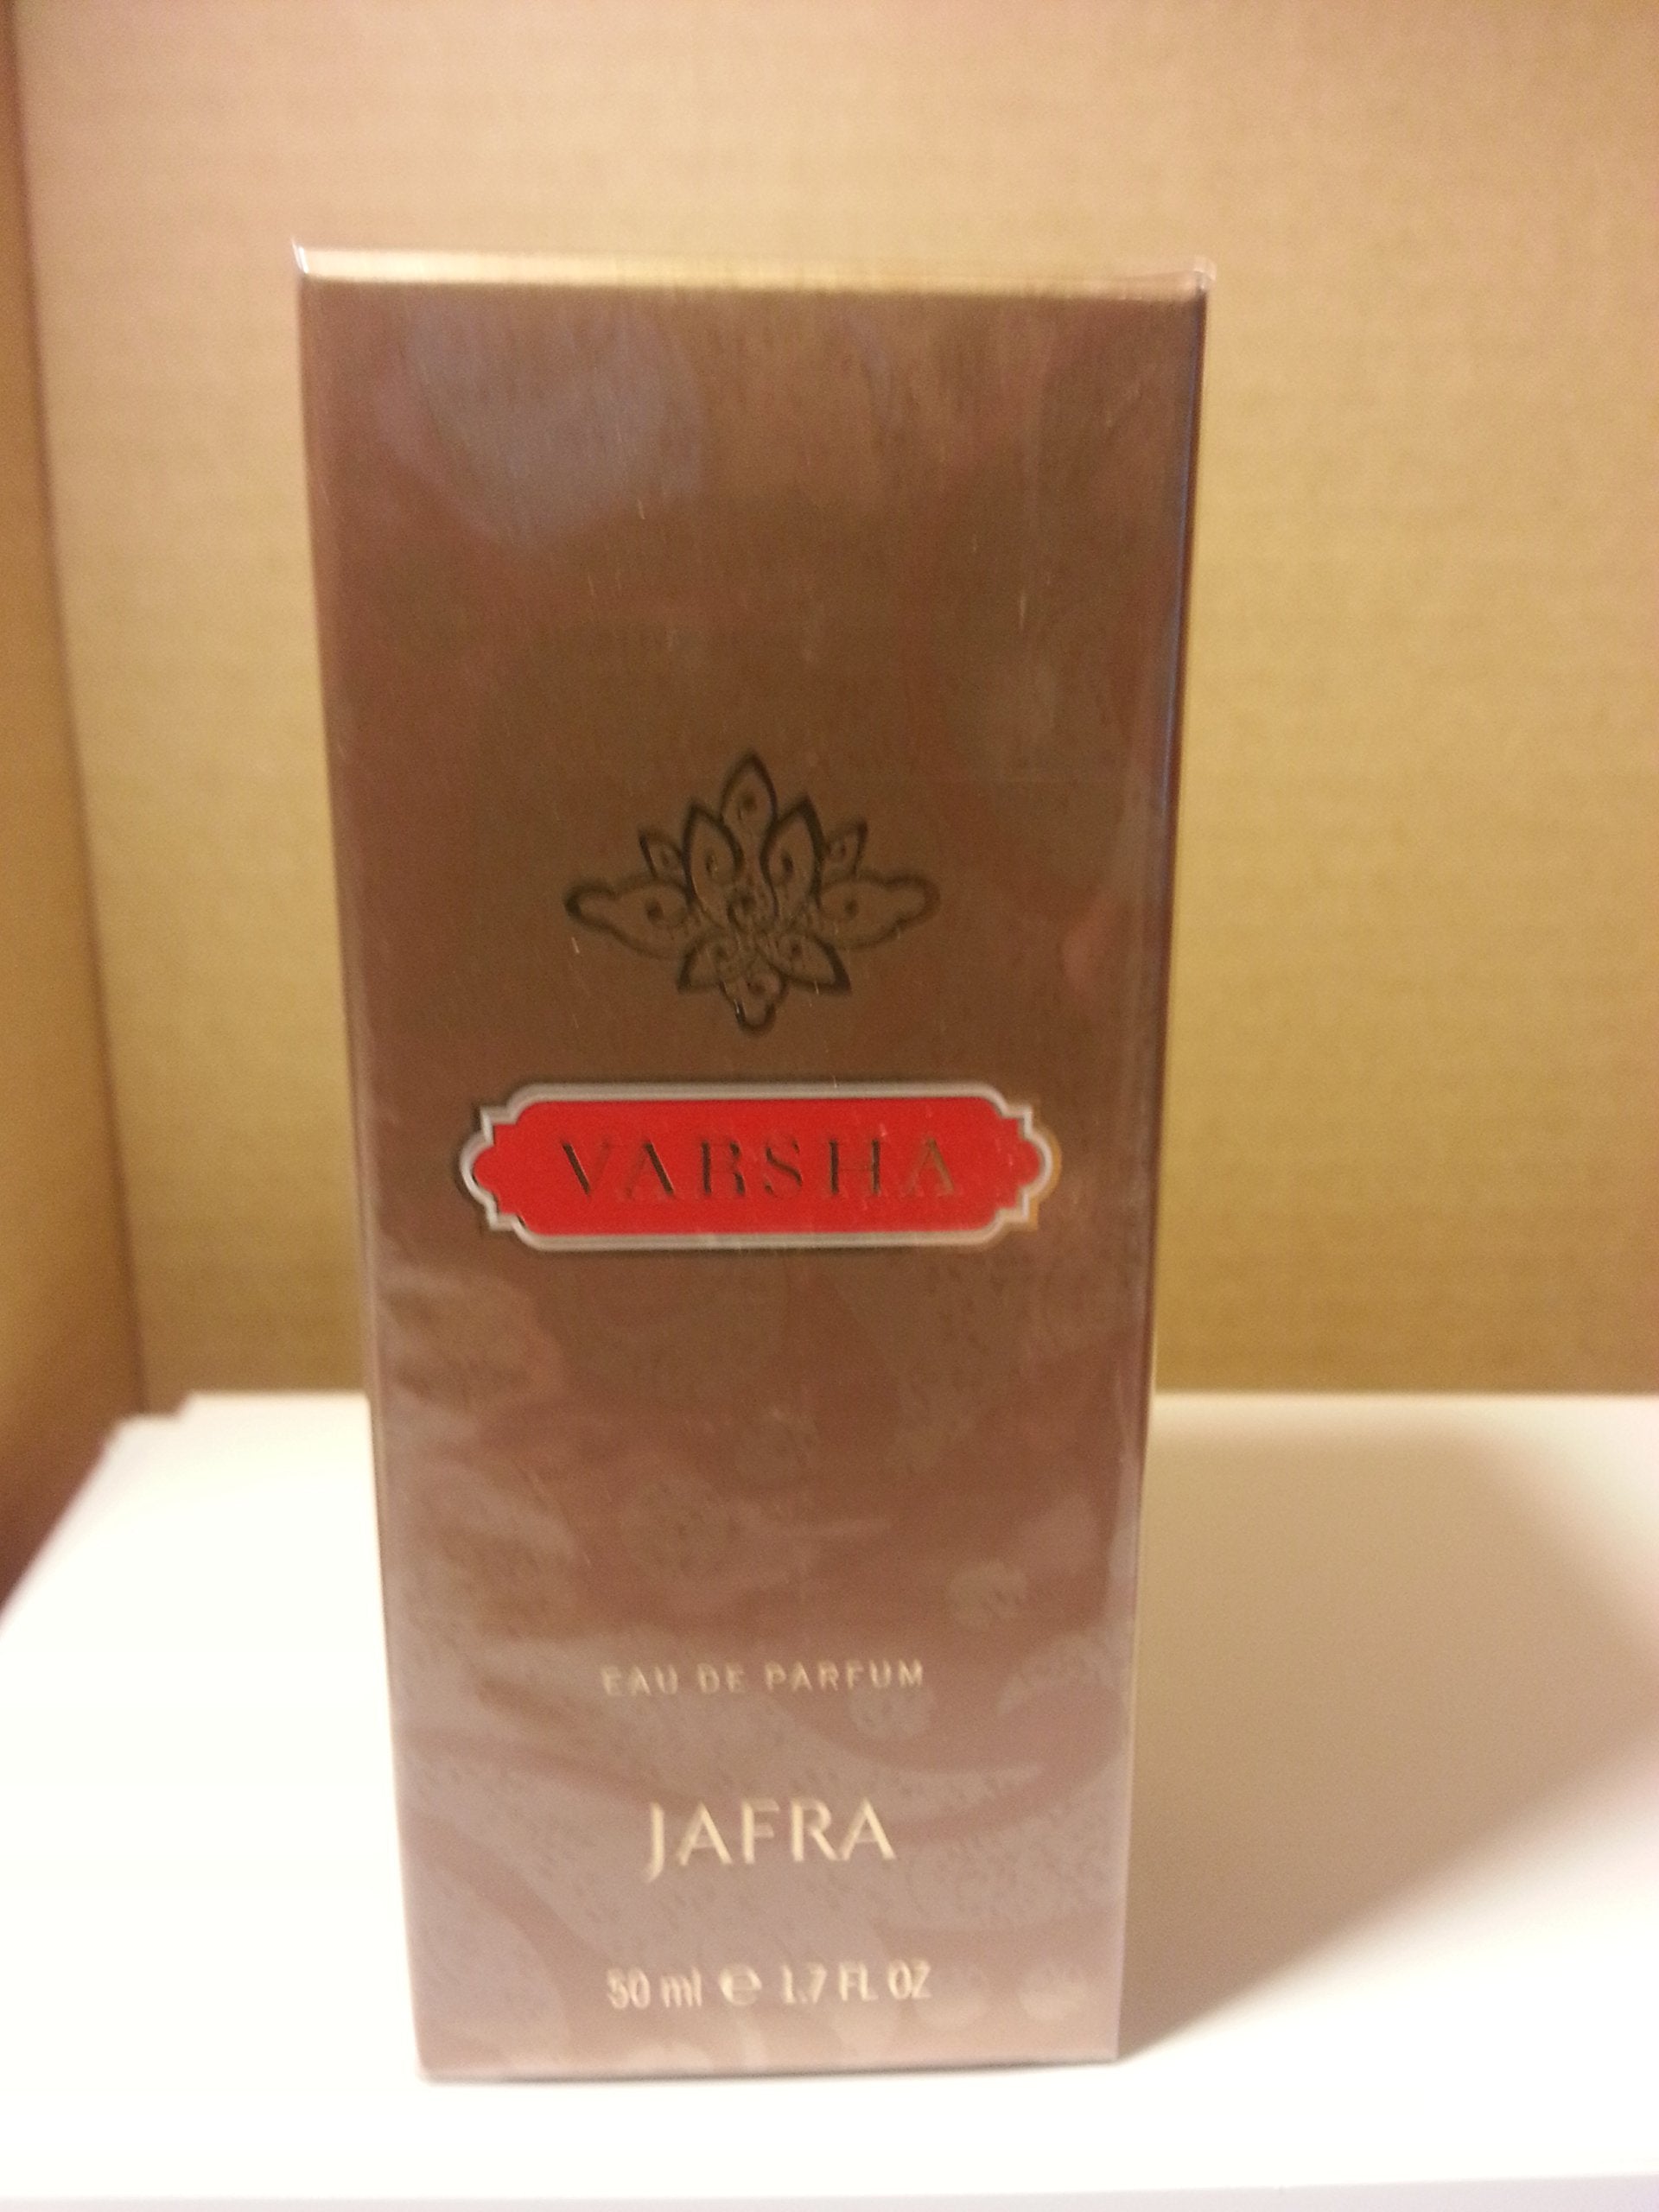 VARSHA
EAU DE PARFUM
JAFRA
50 ml ℮ 1.7 FL OZ